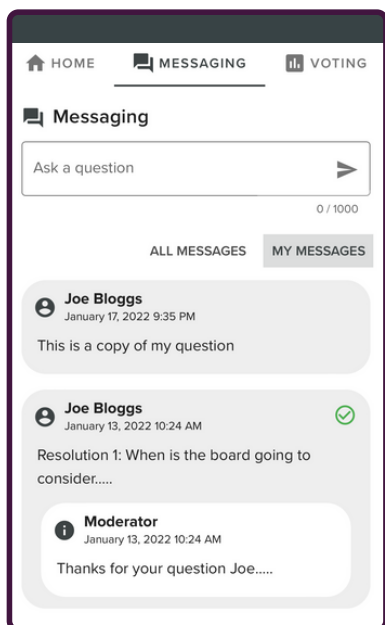 HOME MESSAGING VOTING
Messaging
Ask a question
0 / 1000
ALL MESSAGES MY MESSAGES
Joe Bloggs
January 17, 2022 9:35 PM
This is a copy of my question
Joe Bloggs
January 13, 2022 10:24 AM
Resolution 1: When is the board going to
consider.....
Moderator
January 13, 2022 10:24 AM
Thanks for your question Joe.....